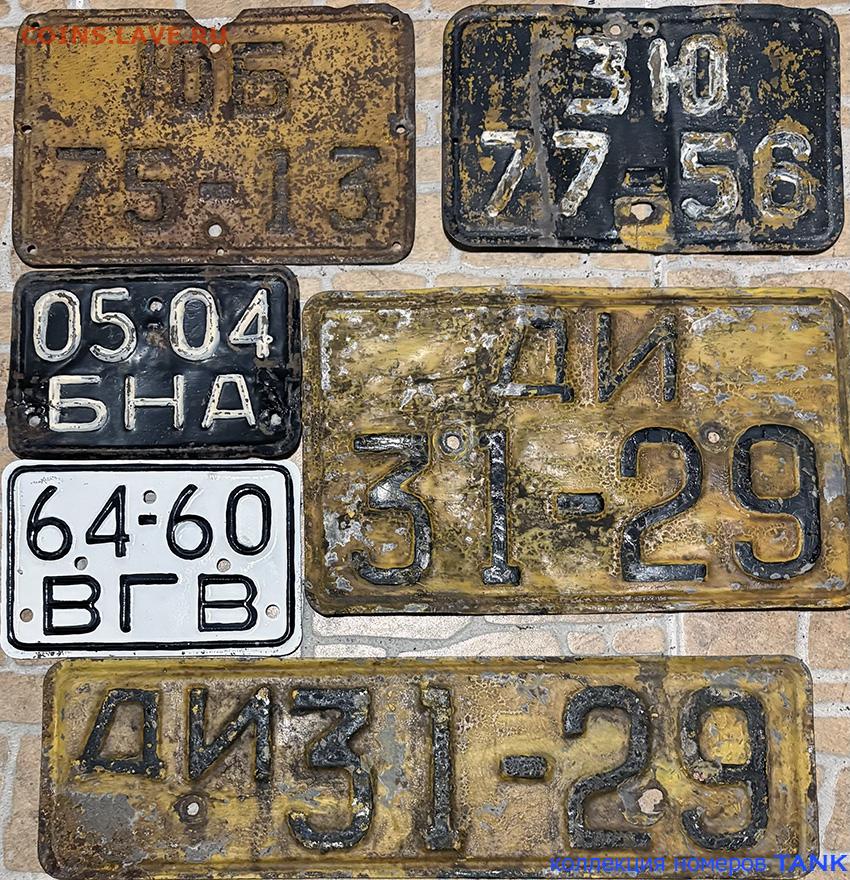 COINS.LAVE.RU
ЮБ
75-13
ЗЮ
77-56
05:04
БНА
ДИ
31-29
64-60
ВГВ
ДИ31-29
коллекция номеров TANK